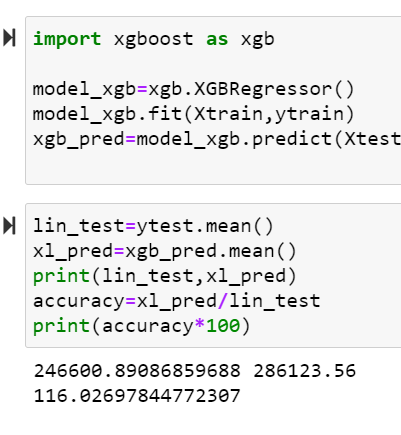 import xgboost as xgb
model_xgb=xgb.XGBRegressor()
model_xgb.fit(Xtrain,ytrain)
xgb_pred=model_xgb.predict(Xtest
lin_test=ytest.mean()
xl_pred=xgb_pred.mean()
print(lin_test,xl_pred)
accuracy=xl_pred/lin_test
print(accuracy*100)
246600.89086859688 286123.56
116.02697844772307